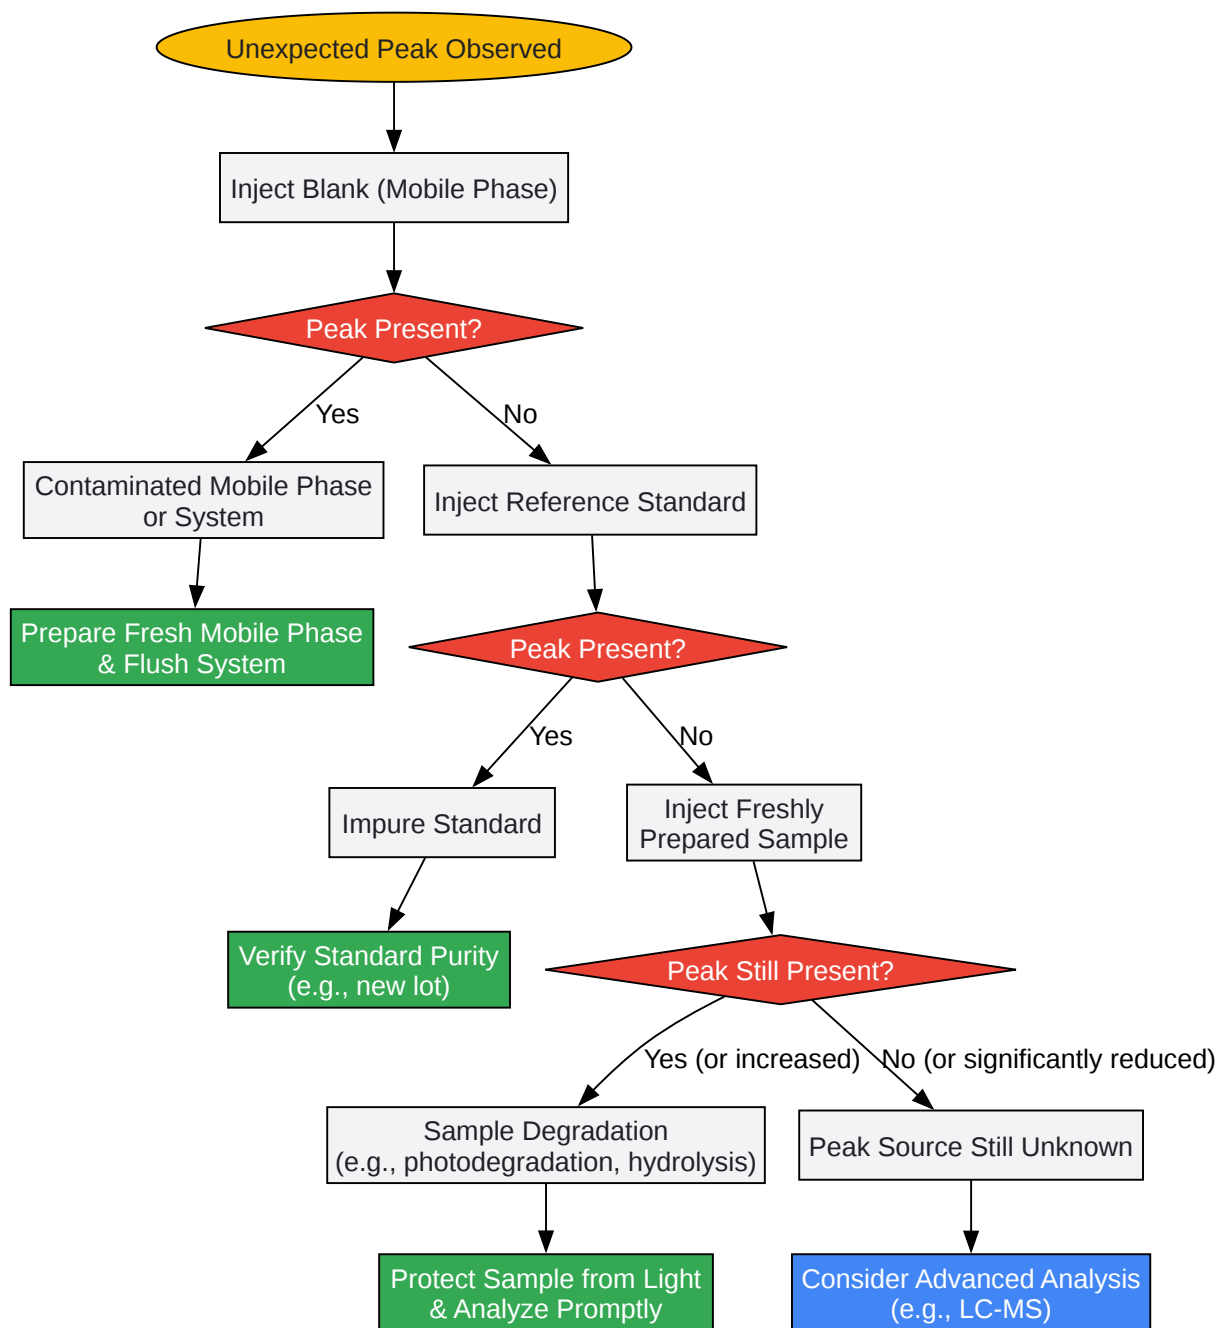 Unexpected Peak Observed
Inject Blank (Mobile Phase)
Peak Present?
Yes
No
Contaminated Mobile Phase
or System
Inject Reference Standard
Prepare Fresh Mobile Phase
& Flush System
Peak Present?
Yes
No
Impure Standard
Inject Freshly
Prepared Sample
Verify Standard Purity
(e.g., new lot)
Peak Still Present?
Yes (or increased)
No (or significantly reduced)
Sample Degradation
(e.g., photodegradation, hydrolysis)
Peak Source Still Unknown
Protect Sample from Light
& Analyze Promptly
Consider Advanced Analysis
(e.g., LC-MS)